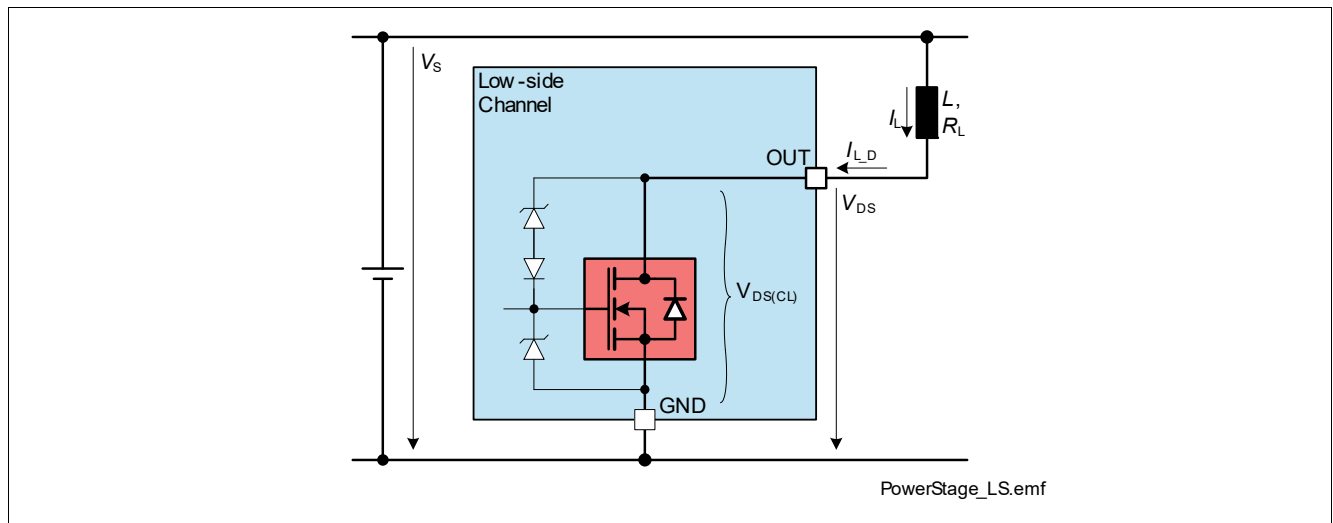 VS
Low-side
Channel
L,
RL
IL
OUT
IL_D
VDS
VDS(CL)
GND
PowerStage_LS.emf